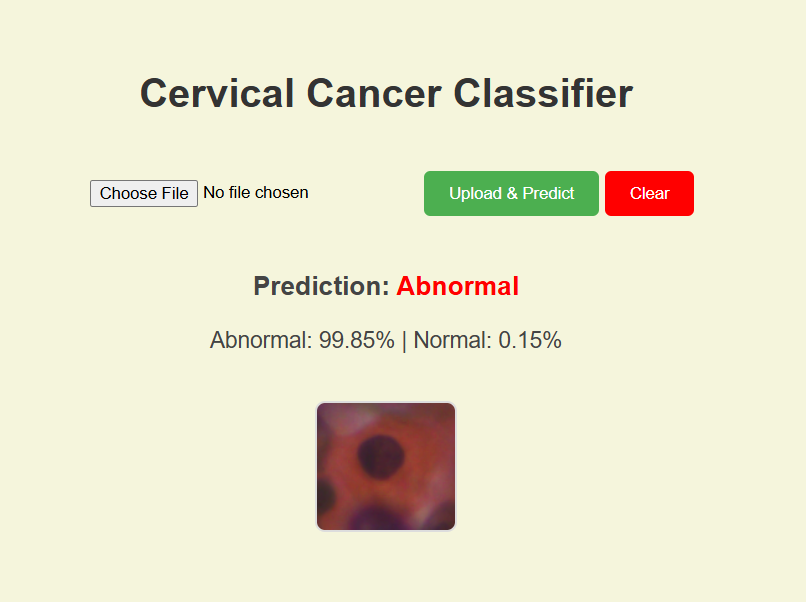 Cervical Cancer Classifier
Choose File No file chosen Upload & Predict Clear
Prediction: Abnormal
Abnormal: 99.85% | Normal: 0.15%